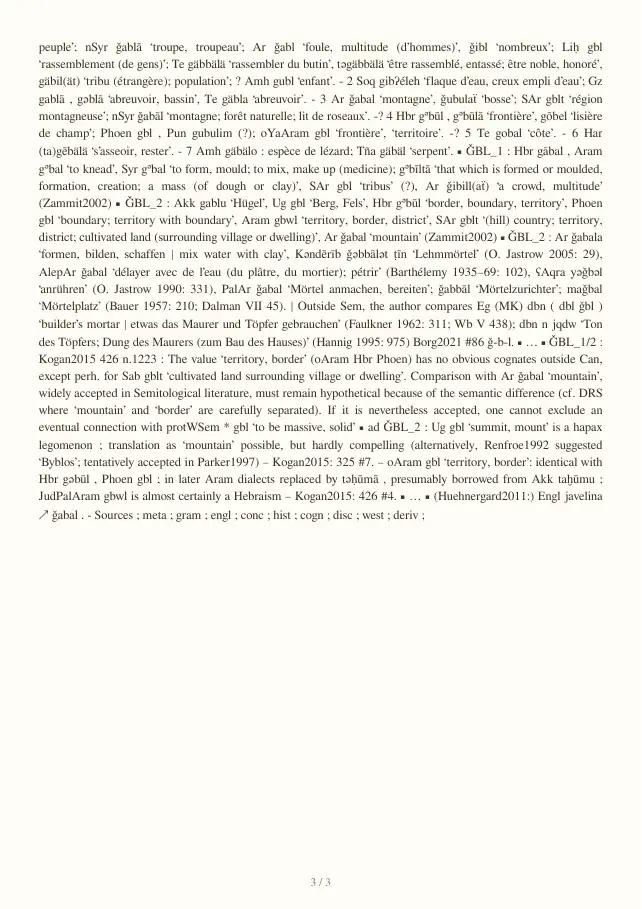 peuple’; nSyr ǧablā ‘troupe, troupeau’; Ar ǧabl ‘foule, multitude (d’hommes)’, ǧibl ‘nombreux’; Liḥ gbl
‘rassemblement (de gens)’; Te gäbbälä ‘rassembler du butin’, təgäbbälä ‘être rassemblé, entassé; être noble, honoré’,
gäbil(ät) ‘tribu (étrangère); population’; ? Amh gubl ‘enfant’. - 2 Soq gibʔéleh ‘flaque d’eau, creux empli d’eau’; Gz
gablā , gəblā ‘abreuvoir, bassin’, Te gäbla ‘abreuvoir’. - 3 Ar ǧabal ‘montagne’, ǧubulaẗ ‘bosse’; SAr gblt ‘région
montagneuse’; nSyr ǧabāl ‘montagne; forêt naturelle; lit de roseaux’. -? 4 Hbr gᵊbūl , gᵊbūlā ‘frontière’, gōbel ‘lisière
de champ’; Phoen gbl , Pun gubulim (?); oYaAram gbl ‘frontière’, ‘territoire’. -? 5 Te gobal ‘côte’. - 6 Har
(ta)gēbälä ‘s’asseoir, rester’. - 7 Amh gäbälo : espèce de lézard; Tña gäbäl ‘serpent’. ▪ ǦBL_1 : Hbr gâbal , Aram
gᵊbal ‘to knead’, Syr gᵊbal ‘to form, mould; to mix, make up (medicine); gᵊbīltā ‘that which is formed or moulded,
formation, creation; a mass (of dough or clay)’, SAr gbl ‘tribus’ (?), Ar ǧibill(aẗ) ‘a crowd, multitude’
(Zammit2002) ▪ ǦBL_2 : Akk gablu ‘Hügel’, Ug gbl ‘Berg, Fels’, Hbr gᵊbūl ‘border, boundary, territory’, Phoen
gbl ‘boundary; territory with boundary’, Aram gbwl ‘territory, border, district’, SAr gblt ‘(hill) country; territory,
district; cultivated land (surrounding village or dwelling)’, Ar ǧabal ‘mountain’ (Zammit2002) ▪ ǦBL_2 : Ar ǧabala
‘formen, bilden, schaffen | mix water with clay’, Kəndērīb ǧəbbālət ṭīn ‘Lehmmörtel’ (O. Jastrow 2005: 29),
AlepAr ǧabal ‘délayer avec de l’eau (du plâtre, du mortier); pétrir’ (Barthélemy 1935–69: 102), ʕAqra yəǧbəl
‘anrühren’ (O. Jastrow 1990: 331), PalAr ǧabal ‘Mörtel anmachen, bereiten’; ǧabbāl ‘Mörtelzurichter’; maǧbal
‘Mörtelplatz’ (Bauer 1957: 210; Dalman VII 45). | Outside Sem, the author compares Eg (MK) dbn ( dbl ǧbl )
‘builder’s mortar | etwas das Maurer und Töpfer gebrauchen’ (Faulkner 1962: 311; Wb V 438); dbn n jqdw ‘Ton
des Töpfers; Dung des Maurers (zum Bau des Hauses)’ (Hannig 1995: 975) Borg2021 #86 ǧ-b-l. ▪ … ▪ ǦBL_1/2 :
Kogan2015 426 n.1223 : The value ‘territory, border’ (oAram Hbr Phoen) has no obvious cognates outside Can,
except perh. for Sab gblt ‘cultivated land surrounding village or dwelling’. Comparison with Ar ǧabal ‘mountain’,
widely accepted in Semitological literature, must remain hypothetical because of the semantic difference (cf. DRS
where ‘mountain’ and ‘border’ are carefully separated). If it is nevertheless accepted, one cannot exclude an
eventual connection with protWSem * gbl ‘to be massive, solid’ ▪ ad ǦBL_2 : Ug gbl ‘summit, mount’ is a hapax
legomenon ; translation as ‘mountain’ possible, but hardly compelling (alternatively, Renfroe1992 suggested
‘Byblos’; tentatively accepted in Parker1997) – Kogan2015: 325 #7. – oAram gbl ‘territory, border’: identical with
Hbr gəbūl , Phoen gbl ; in later Aram dialects replaced by təḥūmā , presumably borrowed from Akk taḫūmu ;
JudPalAram gbwl is almost certainly a Hebraism – Kogan2015: 426 #4. ▪ … ▪ (Huehnergard2011:) Engl javelina
↗ ǧabal . - Sources ; meta ; gram ; engl ; conc ; hist ; cogn ; disc ; west ; deriv ;
3 / 3